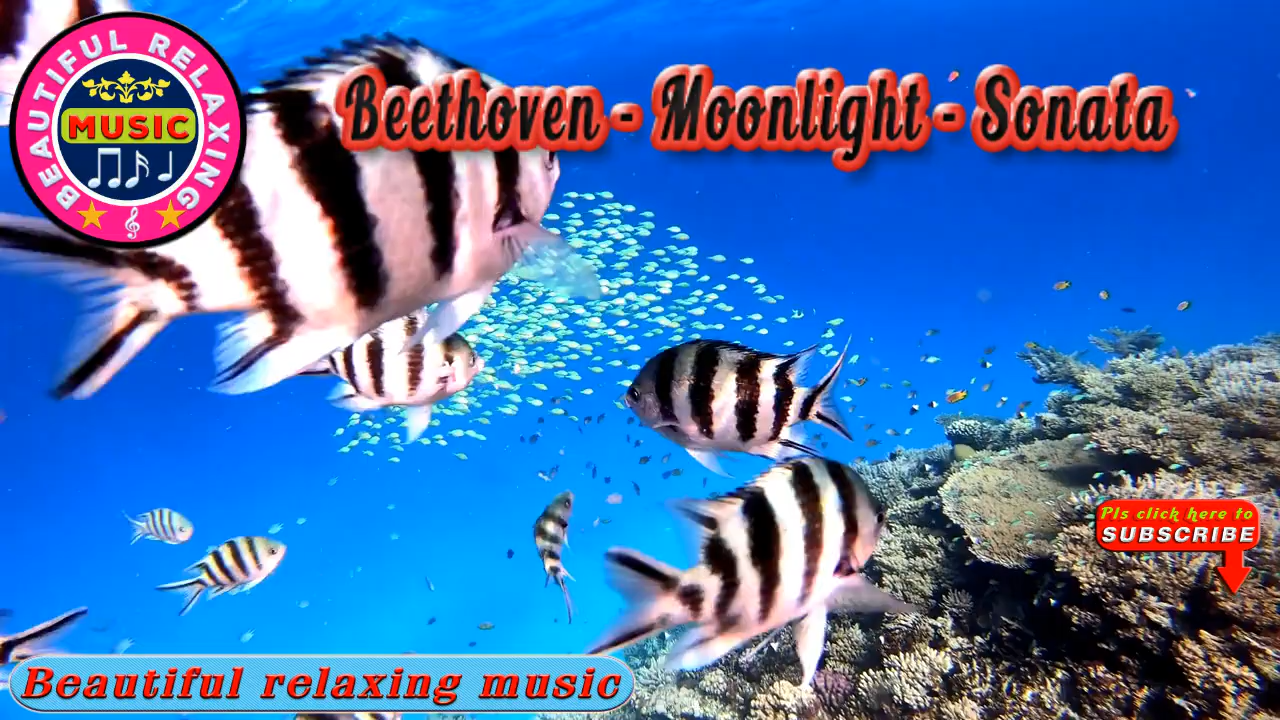 BEAUTIFUL RELAXING
MUSIC
Beethoven - Moonlight - Sonata
Pls click here to
SUBSCRIBE
Beautiful relaxing music